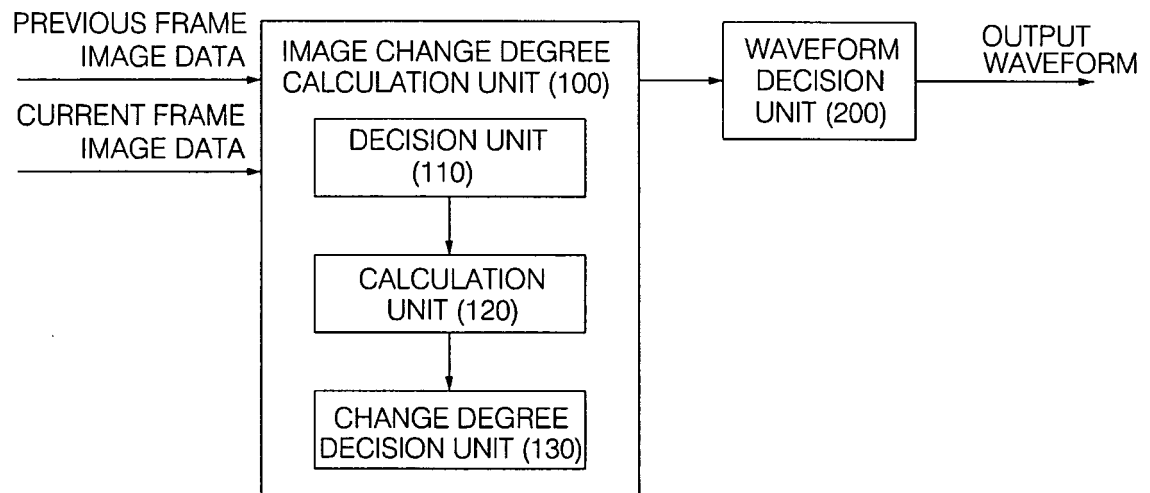 PREVIOUS FRAME
IMAGE DATA
CURRENT FRAME
IMAGE DATA
IMAGE CHANGE DEGREE
CALCULATION UNIT (100)
DECISION UNIT
(110)
CALCULATION
UNIT (120)
CHANGE DEGREE
DECISION UNIT (130)
WAVEFORM
DECISION
UNIT (200)
OUTPUT
WAVEFORM